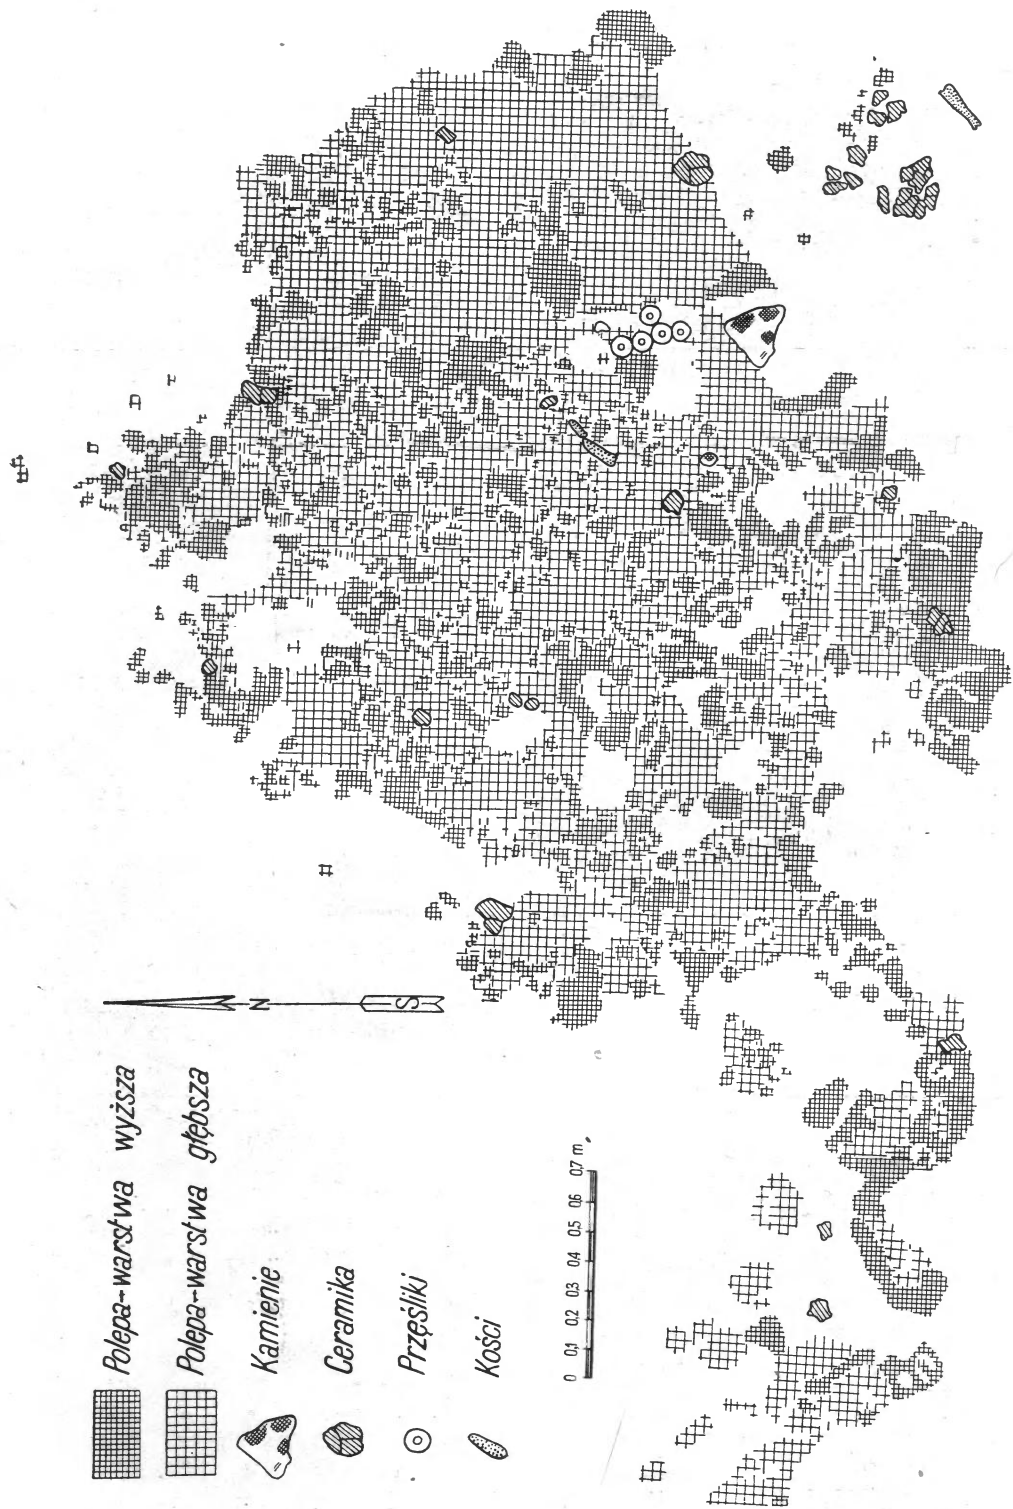 Polepa-warstwa wyższa
Polepa-warstwa głębsza
Kamienie
Ceramika
Przęśliki
Kości
N
S
0 0,1 0,2 0,3 0,4 0,5 0,6 0,7 m